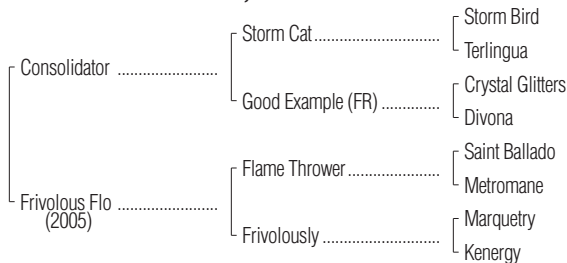 Storm Bird
Storm Cat
Terlingua
Consolidator
Crystal Glitters
Good Example (FR)
Divona
Saint Ballado
Flame Thrower
Metromane
Frivolous Flo
(2005)
Marquetry
Frivolously
Kenergy